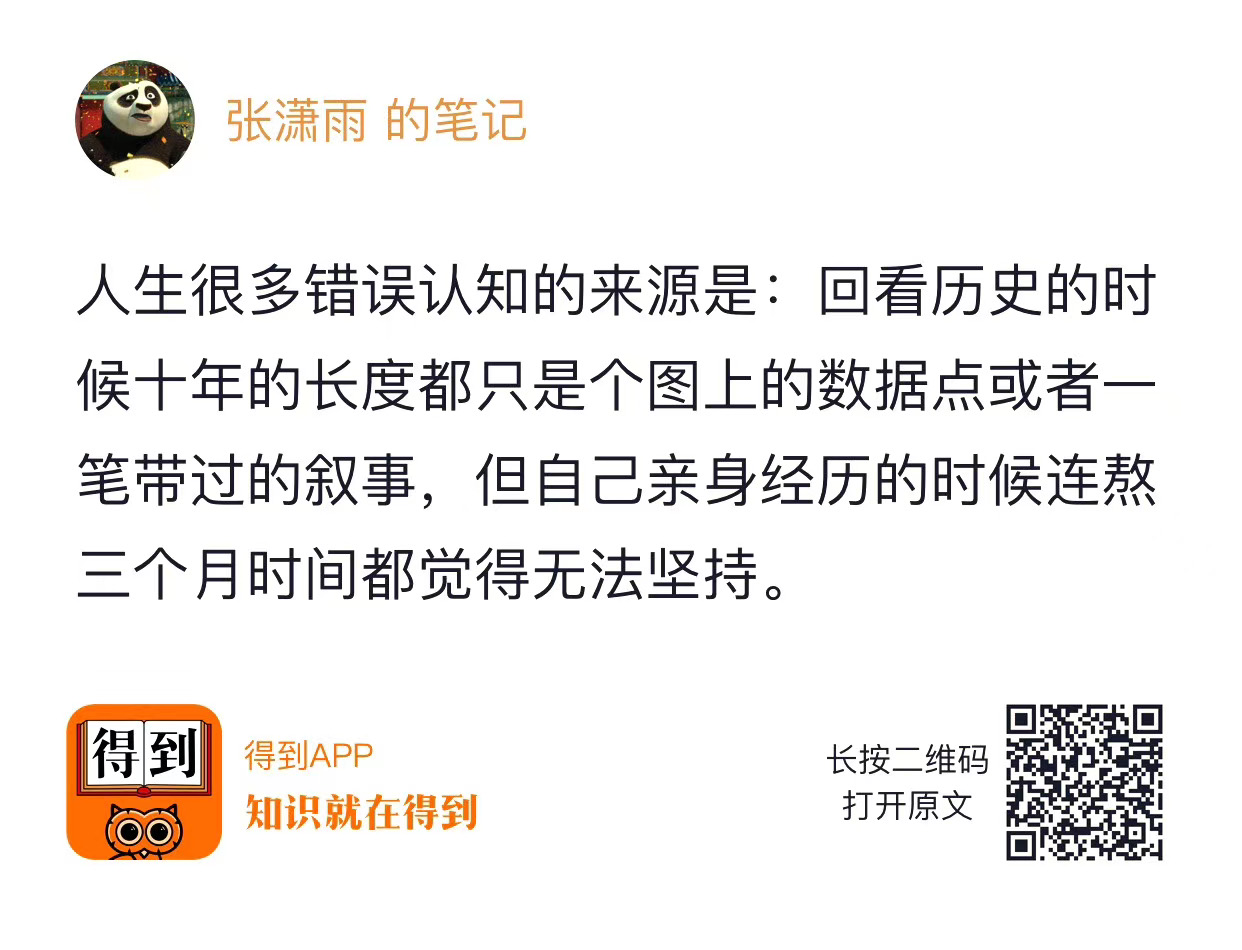 张潇雨 的笔记
人生很多错误认知的来源是：回看历史的时
候十年的长度都只是个图上的数据点或者一
笔带过的叙事，但自己亲身经历的时候连熬
三个月时间都觉得无法坚持。
得到
得到APP
知识就在得到
长按二维码
打开原文